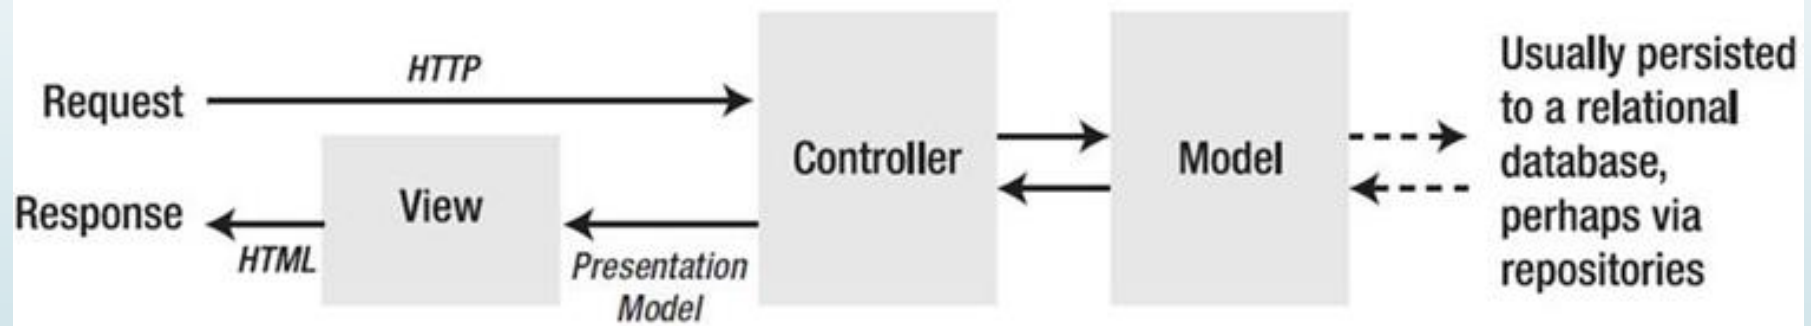 HTTP
Request
Controller
Model
Usually persisted
to a relational
database,
perhaps via
repositories
View
Response
HTML
Presentation
Model